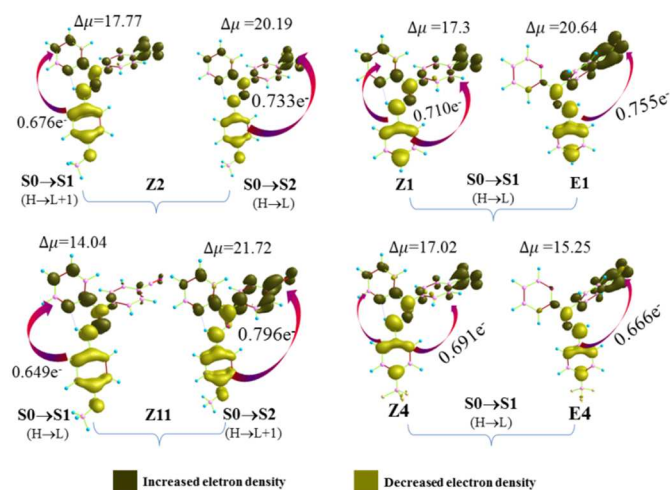 Δμ=17.77
Δμ =20.19
0.676e⁻
0.733e⁻
S0→S1
Z2
S0→S2
(H→L+1)
(H→L)
Δμ=17.3
Δμ =20.64
0.710e⁻
0.755e⁻
Z1
S0→S1
E1
(H→L)
Δμ=14.04
Δμ=21.72
0.649e⁻
0.796e⁻
S0→S1
Z11
S0→S2
(H→L)
(H→L+1)
Δμ=17.02
Δμ=15.25
0.691e⁻
0.666e⁻
Z4
S0→S1
E4
(H→L)
Increased eletron density
Decreased electron density